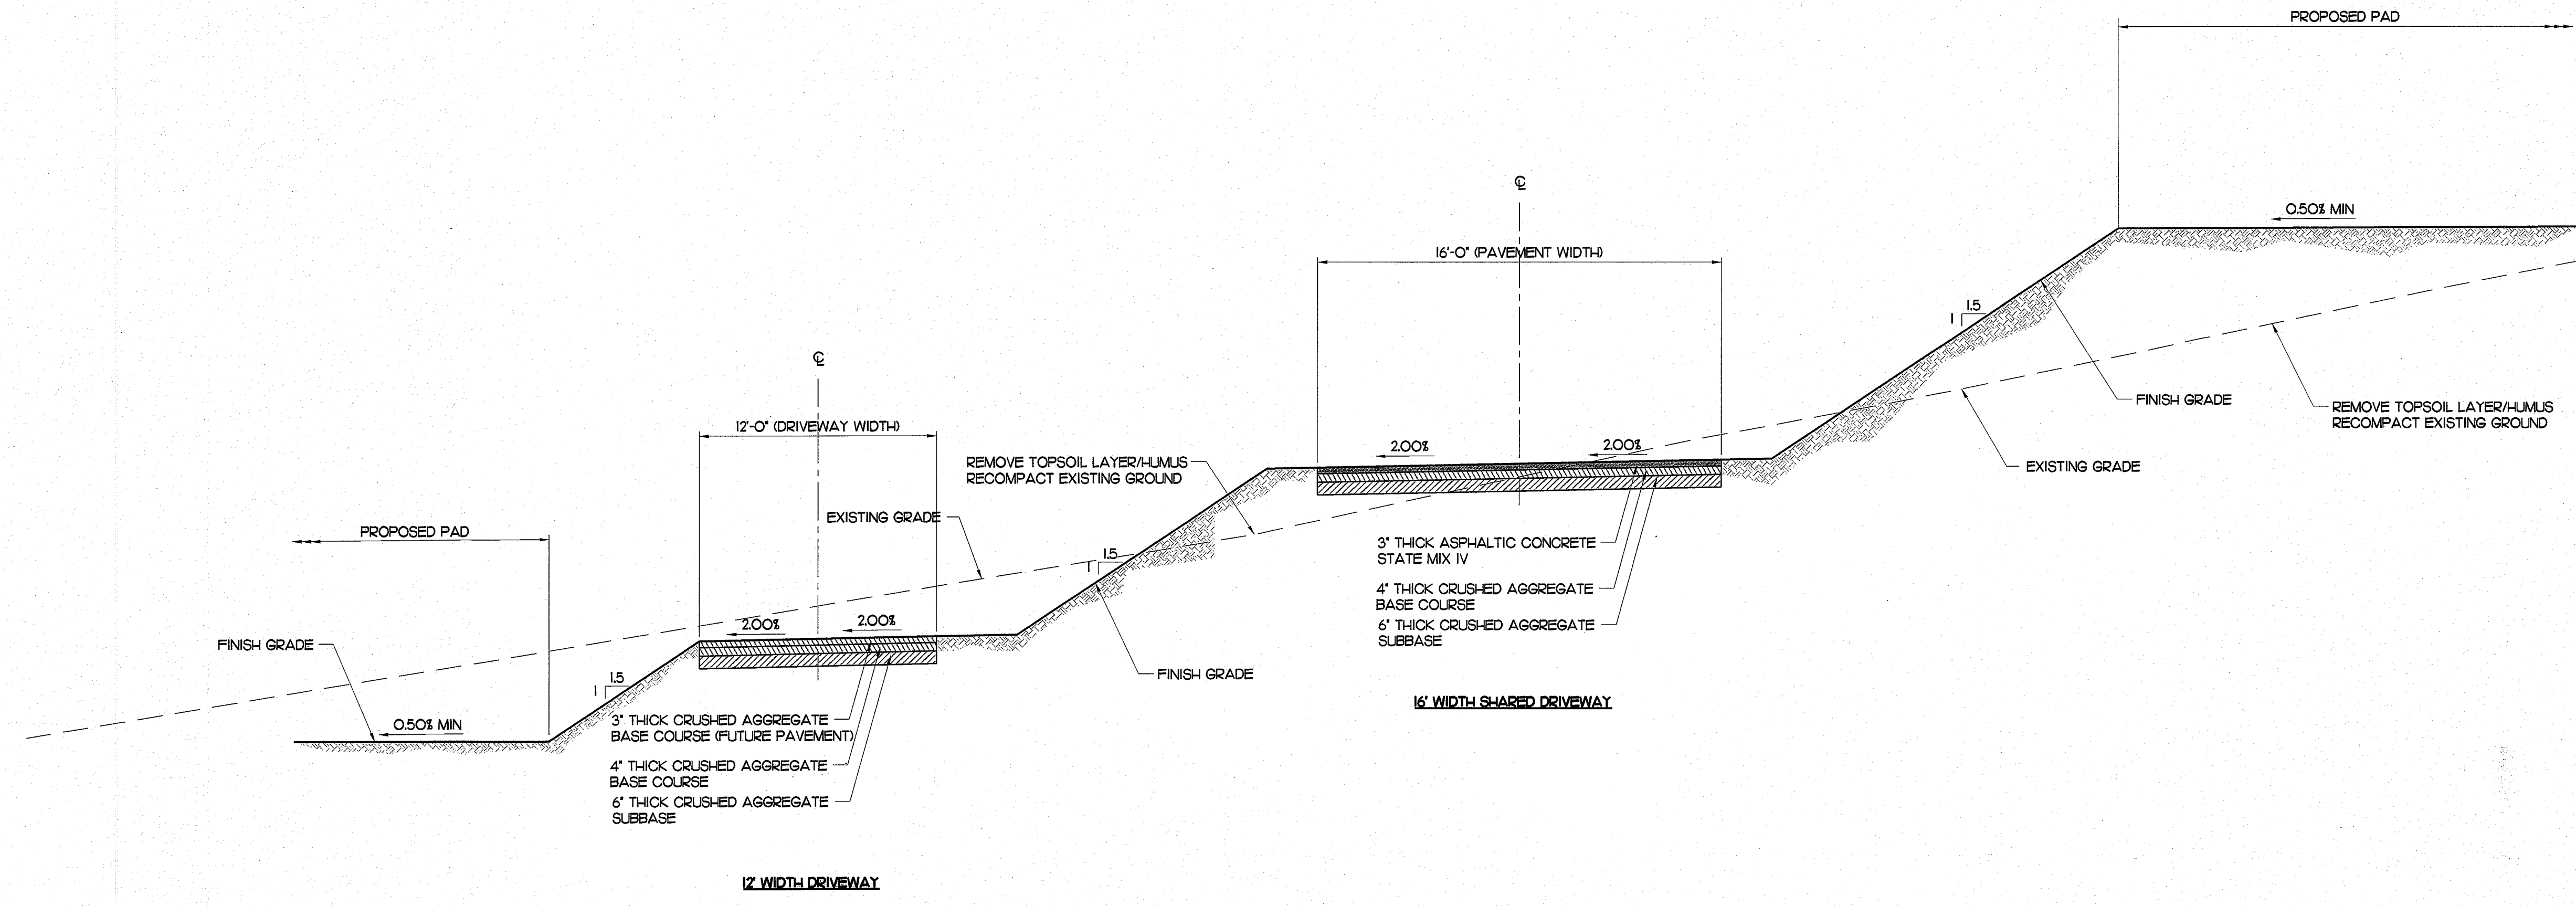 PROPOSED PAD
0.50% MIN
℄
16'-0" (PAVEMENT WIDTH)
1.5
1
℄
12'-0" (DRIVEWAY WIDTH)
FINISH GRADE
REMOVE TOPSOIL LAYER/HUMUS
RECOMPACT EXISTING GROUND
2.00%
2.00%
REMOVE TOPSOIL LAYER/HUMUS
RECOMPACT EXISTING GROUND
EXISTING GRADE
EXISTING GRADE
PROPOSED PAD
3" THICK ASPHALTIC CONCRETE
STATE MIX IV
1.5
1
4" THICK CRUSHED AGGREGATE
BASE COURSE
6" THICK CRUSHED AGGREGATE
SUBBASE
2.00%
2.00%
FINISH GRADE
FINISH GRADE
1.5
1
16' WIDTH SHARED DRIVEWAY
0.50% MIN
3" THICK CRUSHED AGGREGATE
BASE COURSE (FUTURE PAVEMENT)
4" THICK CRUSHED AGGREGATE
BASE COURSE
6" THICK CRUSHED AGGREGATE
SUBBASE
12' WIDTH DRIVEWAY